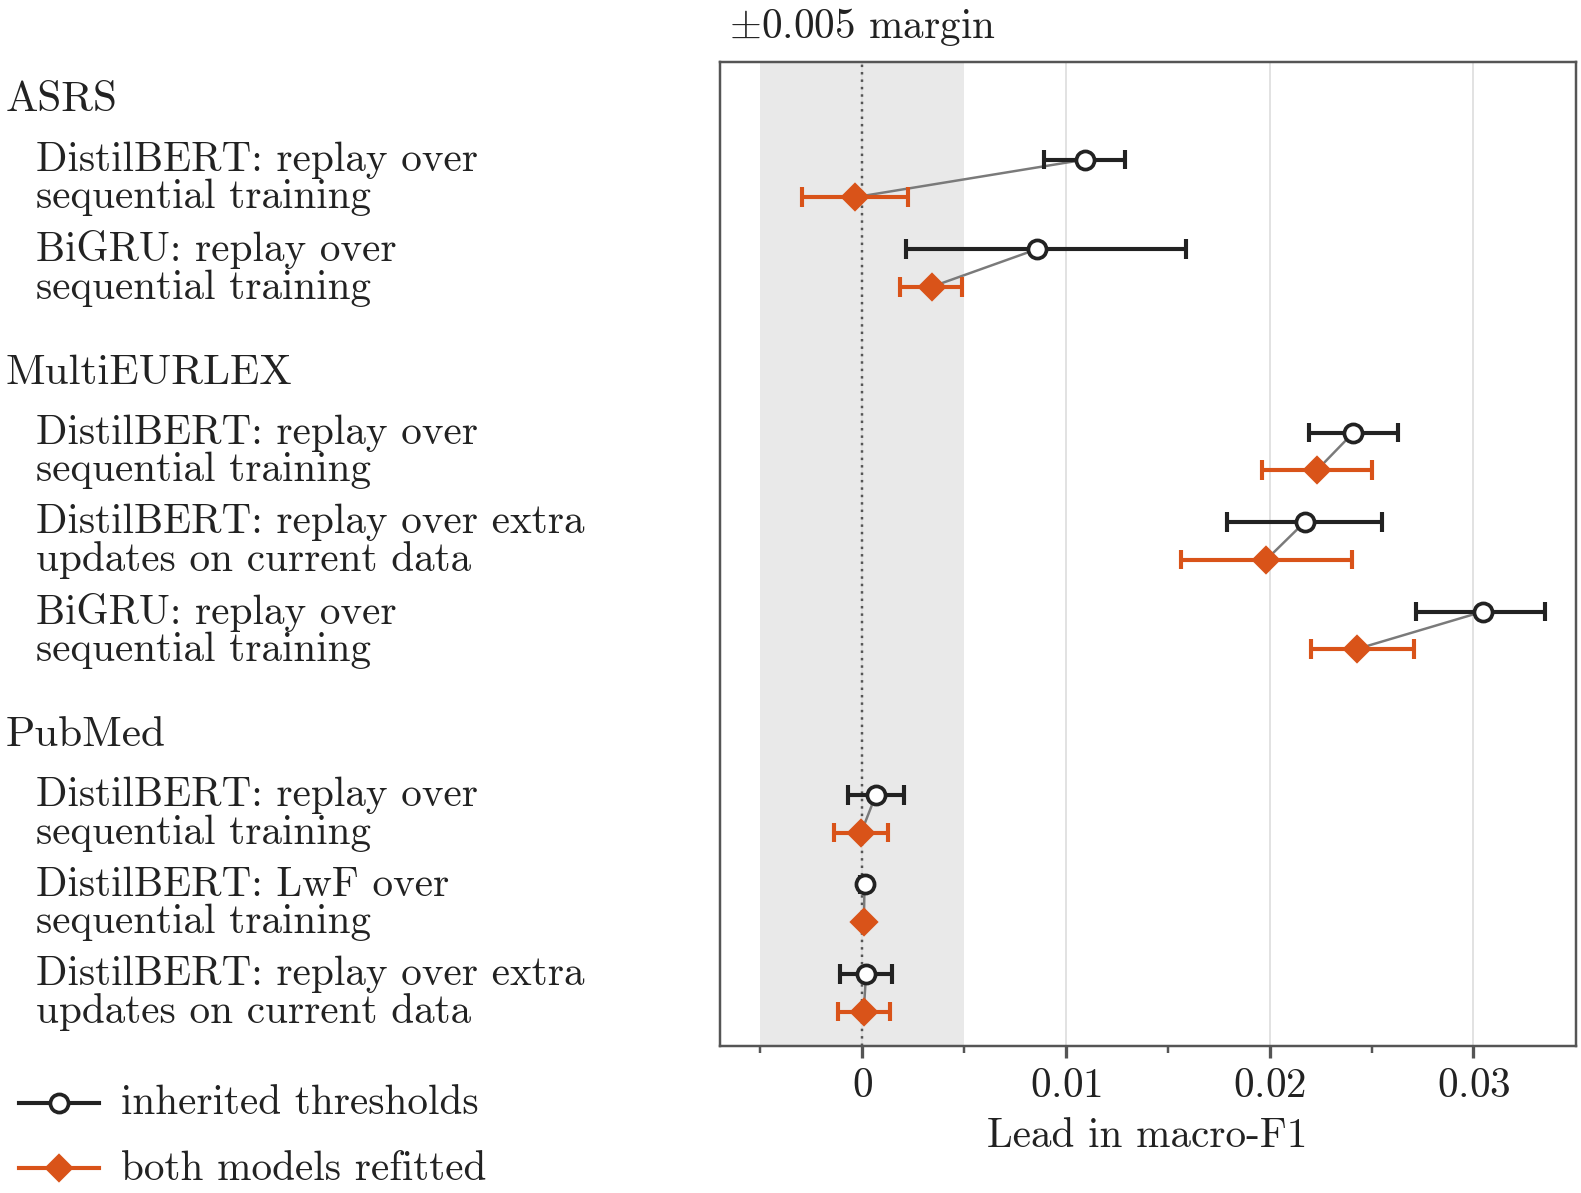 ±0.005 margin
ASRS
DistilBERT: replay over
sequential training
BiGRU: replay over
sequential training
MultiEURLEX
DistilBERT: replay over
sequential training
DistilBERT: replay over extra
updates on current data
BiGRU: replay over
sequential training
PubMed
DistilBERT: replay over
sequential training
DistilBERT: LwF over
sequential training
DistilBERT: replay over extra
updates on current data
0 0.01 0.02 0.03
Lead in macro-F1
inherited thresholds
both models refitted